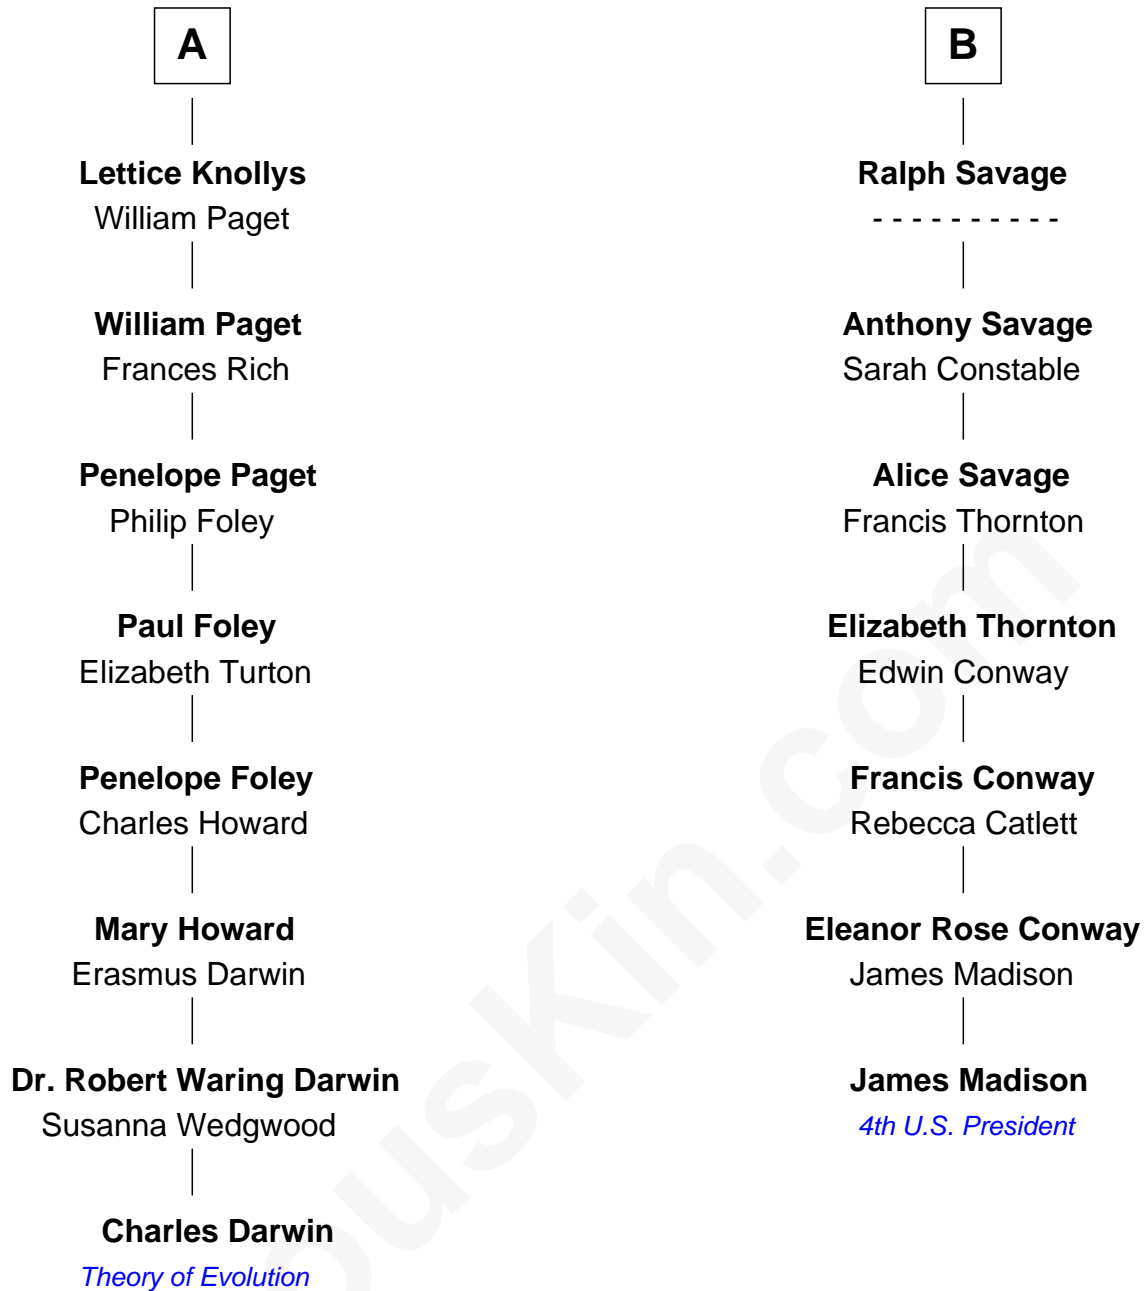 A
Lettice Knollys
William Paget
William Paget
Frances Rich
Penelope Paget
Philip Foley
Paul Foley
Elizabeth Turton
Penelope Foley
Charles Howard
Mary Howard
Erasmus Darwin
Dr. Robert Waring Darwin
Susanna Wedgwood
Charles Darwin
Theory of Evolution
B
Ralph Savage
- - - - - - - - - -
Anthony Savage
Sarah Constable
Alice Savage
Francis Thornton
Elizabeth Thornton
Edwin Conway
Francis Conway
Rebecca Catlett
Eleanor Rose Conway
James Madison
James Madison
4th U.S. President
ousKin.com